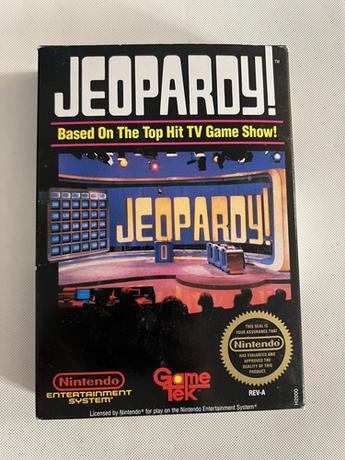 JEOPARDY!™
Based On The Top Hit TV Game Show!
JEOPARDY!
THIS SEAL IS
YOUR ASSURANCE THAT
Nintendo
HAS EVALUATED AND
APPROVED THE
QUALITY OF THIS
PRODUCT
Nintendo®
ENTERTAINMENT
SYSTEM®
GameTek
REV-A
Licensed by Nintendo® for play on the Nintendo Entertainment System®